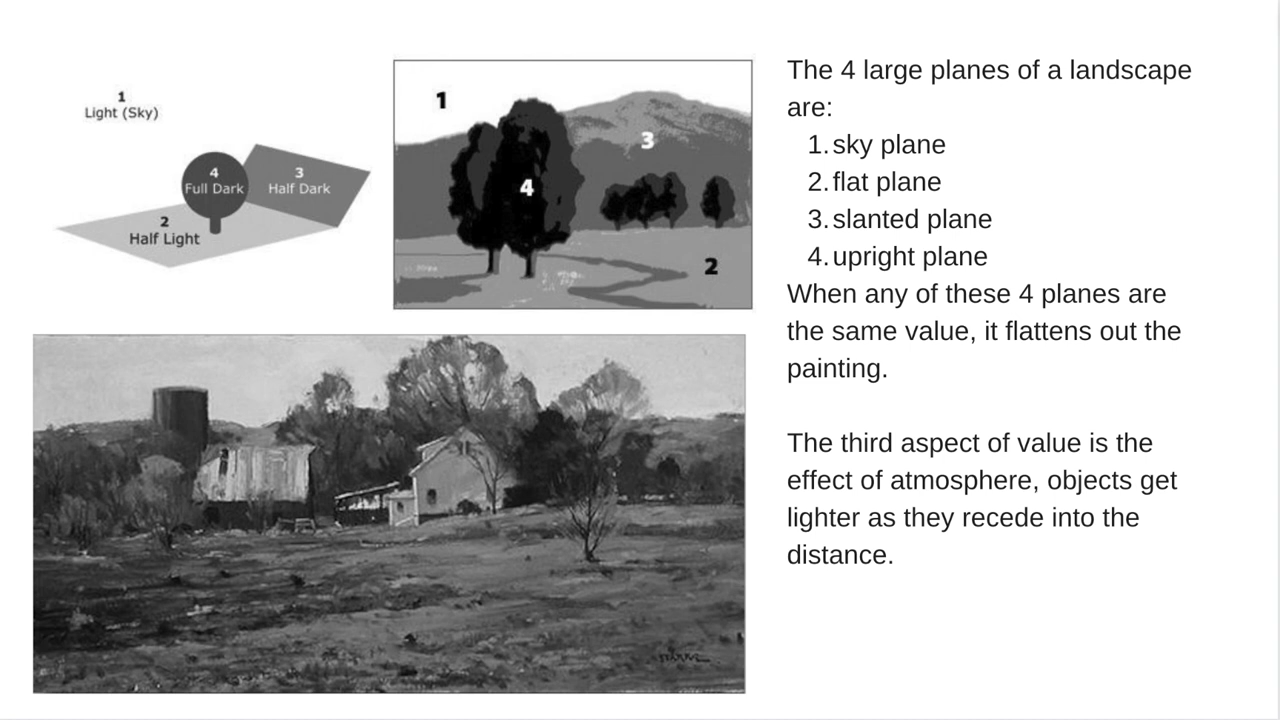 1
Light (Sky)
4
Full Dark
3
Half Dark
2
Half Light
1
3
4
2
The 4 large planes of a landscape
are:
1. sky plane
2. flat plane
3. slanted plane
4. upright plane
When any of these 4 planes are
the same value, it flattens out the
painting.
The third aspect of value is the
effect of atmosphere, objects get
lighter as they recede into the
distance.